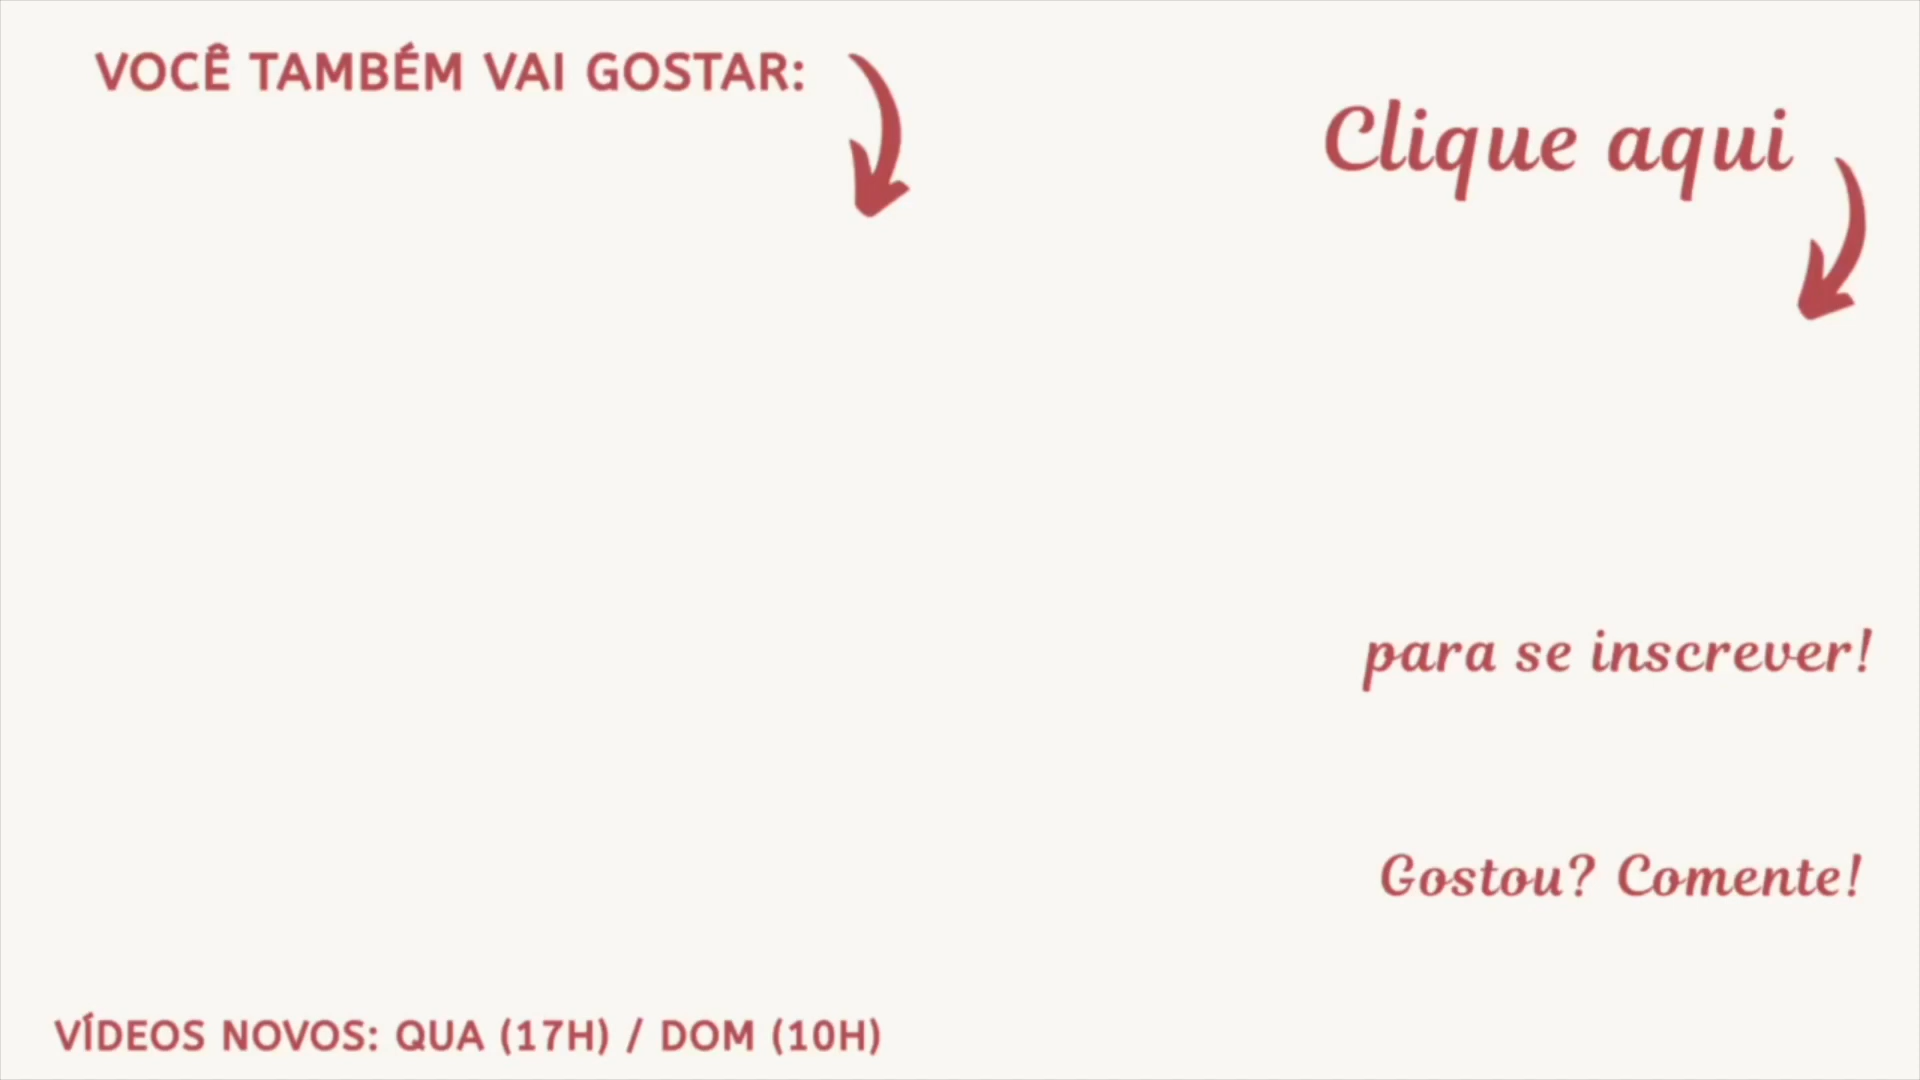 VOCÊ TAMBÉM VAI GOSTAR:
Clique aqui
para se inscrever!
Gostou? Comente!
VÍDEOS NOVOS: QUA (17H) / DOM (10H)